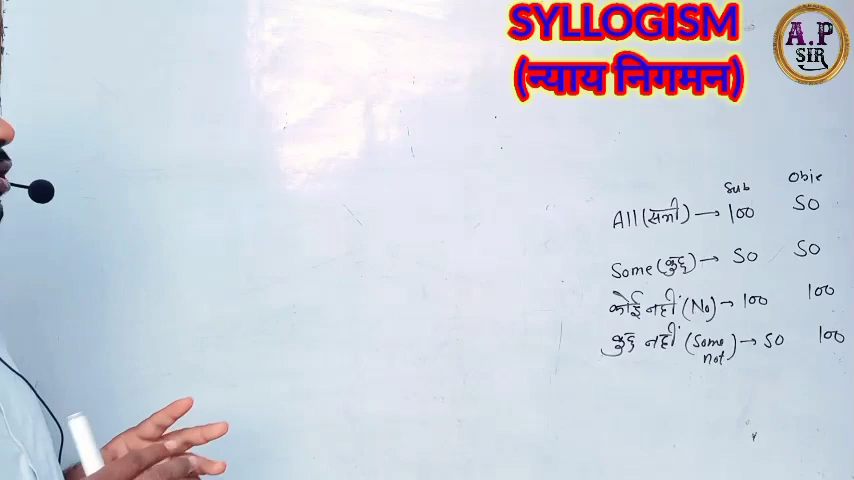 SYLLOGISM
(न्याय निगमन)
A.P
SIR
Sub Obje
All (सभी) → 100 50
Some (कुछ) → 50 50
कोई नहीं (No) → 100 100
कुछ नहीं (Some not) → 50 100